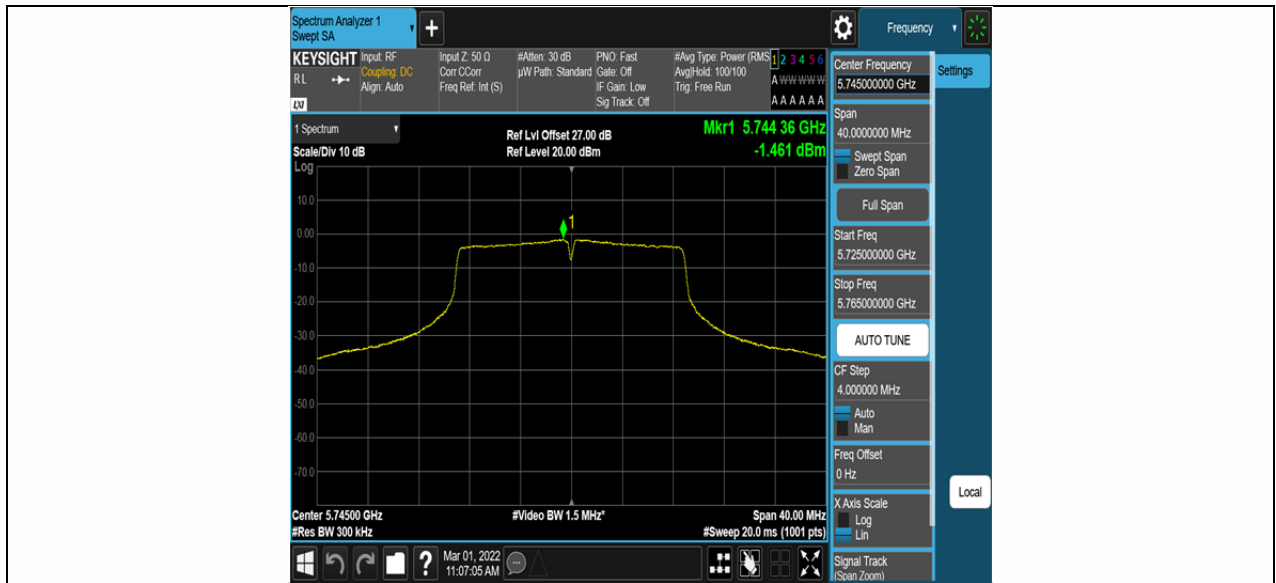 Spectrum Analyzer 1
Swept SA
+
Frequency
KEYSIGHT
RL
LXI
Input: RF
Coupling: DC
Align: Auto
Input Z: 50 Ω
Corr CCorr
Freq Ref: Int (S)
#Atten: 30 dB
µW Path: Standard
PNO: Fast
Gate: Off
IF Gain: Low
Sig Track: Off
#Avg Type: Power (RMS
Avg|Hold: 100/100
Trig: Free Run
1 2 3 4 5 6
A W W W W W
A A A A A A
1 Spectrum
Scale/Div 10 dB
Ref Lvl Offset 27.00 dB
Ref Level 20.00 dBm
Mkr1 5.744 36 GHz
-1.461 dBm
Log
10.0
0.00
-10.0
-20.0
-30.0
-40.0
-50.0
-60.0
-70.0
1
Center 5.74500 GHz
#Res BW 300 kHz
#Video BW 1.5 MHz*
Span 40.00 MHz
#Sweep 20.0 ms (1001 pts)
Center Frequency
5.745000000 GHz
Span
40.0000000 MHz
Swept Span
Zero Span
Full Span
Start Freq
5.725000000 GHz
Stop Freq
5.765000000 GHz
AUTO TUNE
CF Step
4.000000 MHz
Auto
Man
Freq Offset
0 Hz
X Axis Scale
Log
Lin
Signal Track
(Span Zoom)
Settings
Local
?
Mar 01, 2022
11:07:05 AM